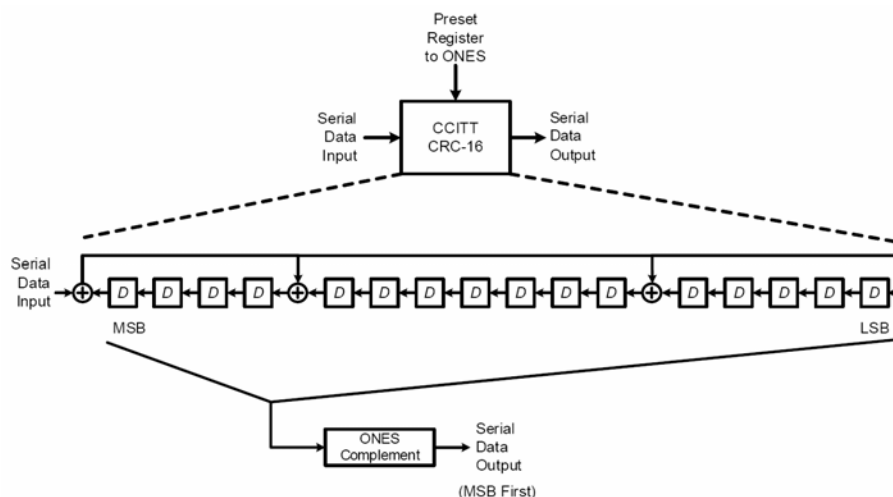 Preset
Register
to ONES
Serial
Data
Input
CCITT
CRC-16
Serial
Data
Output
Serial
Data
Input
D D D D D D D D D D D D D D D D
MSB
LSB
ONES
Complement
Serial
Data
Output
(MSB First)